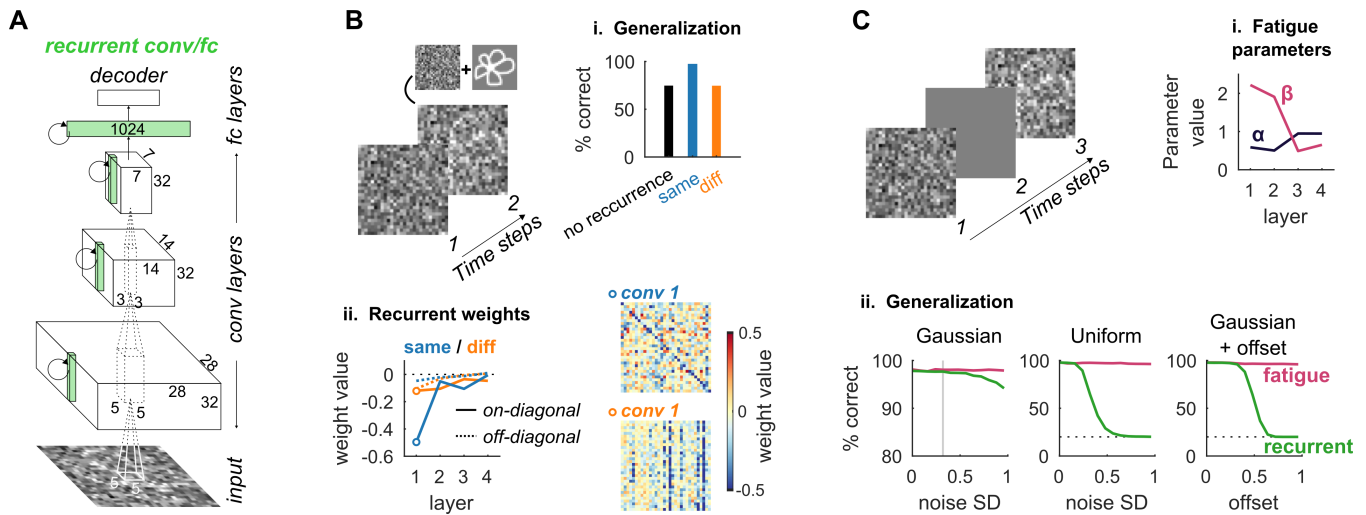 A
recurrent conv/fc
decoder
1024
7
7
32
14
14
32
3
3
28
28
32
5
5
5
5
fc layers
conv layers
input
B
+
1
2
Time steps
i. Generalization
% correct
100
50
0
no reccurrence
same
diff
ii. Recurrent weights
same / diff
weight value
0
-0.2
-0.4
-0.6
1 2 3 4
layer
on-diagonal
off-diagonal
conv 1
conv 1
0.5
0
-0.5
weight value
C
1
2
3
Time steps
i. Fatigue
parameters
Parameter
value
2
1
0
β
α
1 2 3 4
layer
ii. Generalization
Gaussian
% correct
100
90
80
0 0.5 1
noise SD
Uniform
100
50
0
0 0.5 1
noise SD
Gaussian
+ offset
100
50
0
fatigue
recurrent
0 0.5 1
offset